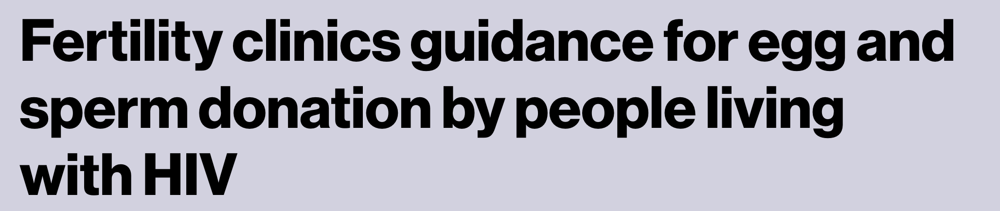 Fertility clinics guidance for egg and
sperm donation by people living
with HIV